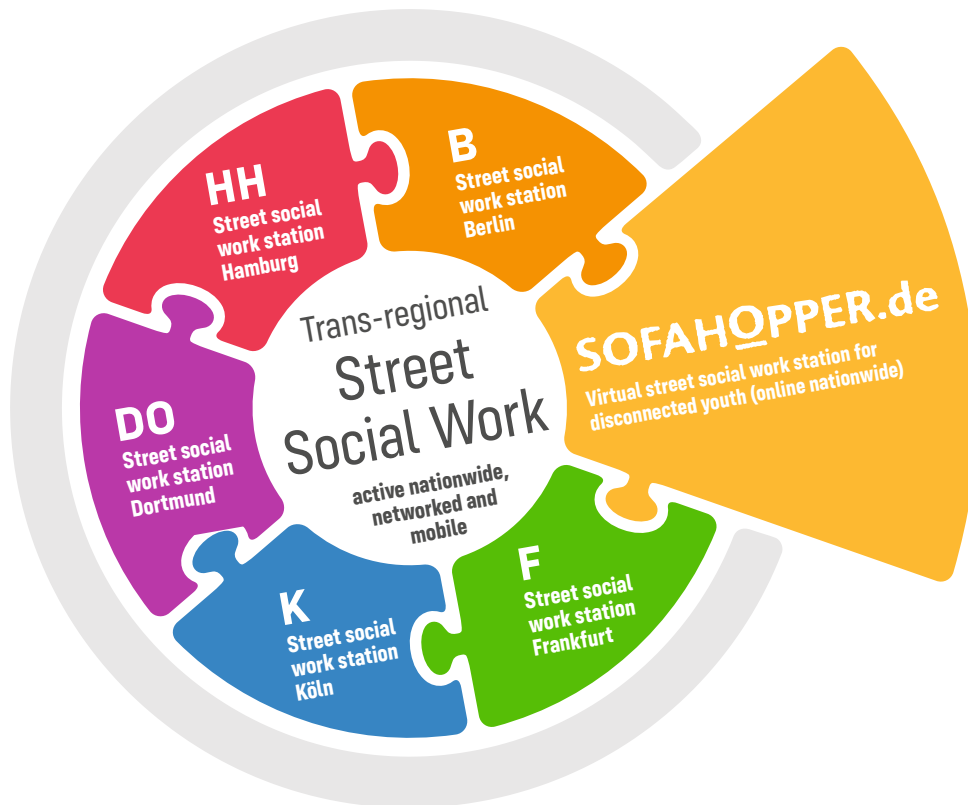 Trans-regional
Street
Social Work
active nationwide,
networked and
mobile
HH
Street social
work station
Hamburg
B
Street social
work station
Berlin
SOFAHOPPER.de
Virtual street social work station for
disconnected youth (online nationwide)
F
Street social
work station
Frankfurt
K
Street social
work station
Köln
DO
Street social
work station
Dortmund